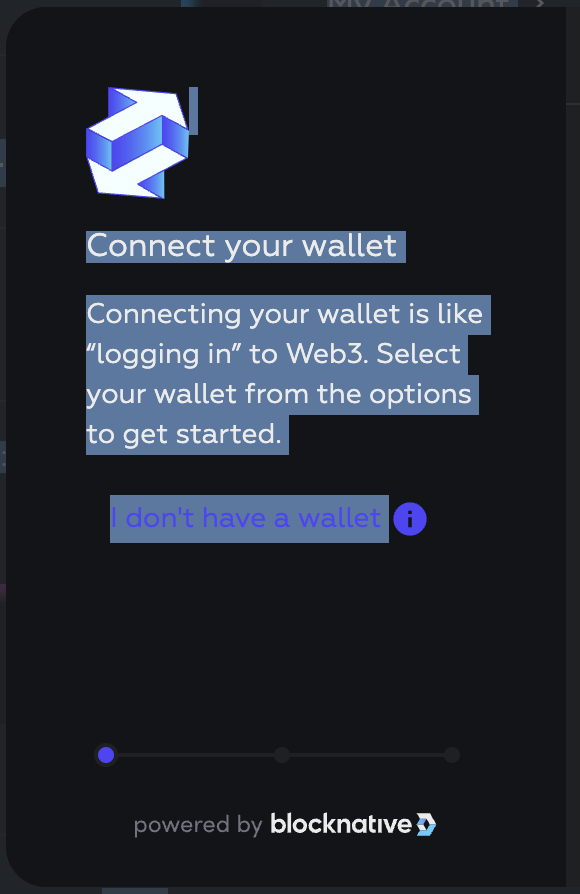 My Account
Connect your wallet
Connecting your wallet is like
“logging in” to Web3. Select
your wallet from the options
to get started.
I don't have a wallet i
powered by blocknative